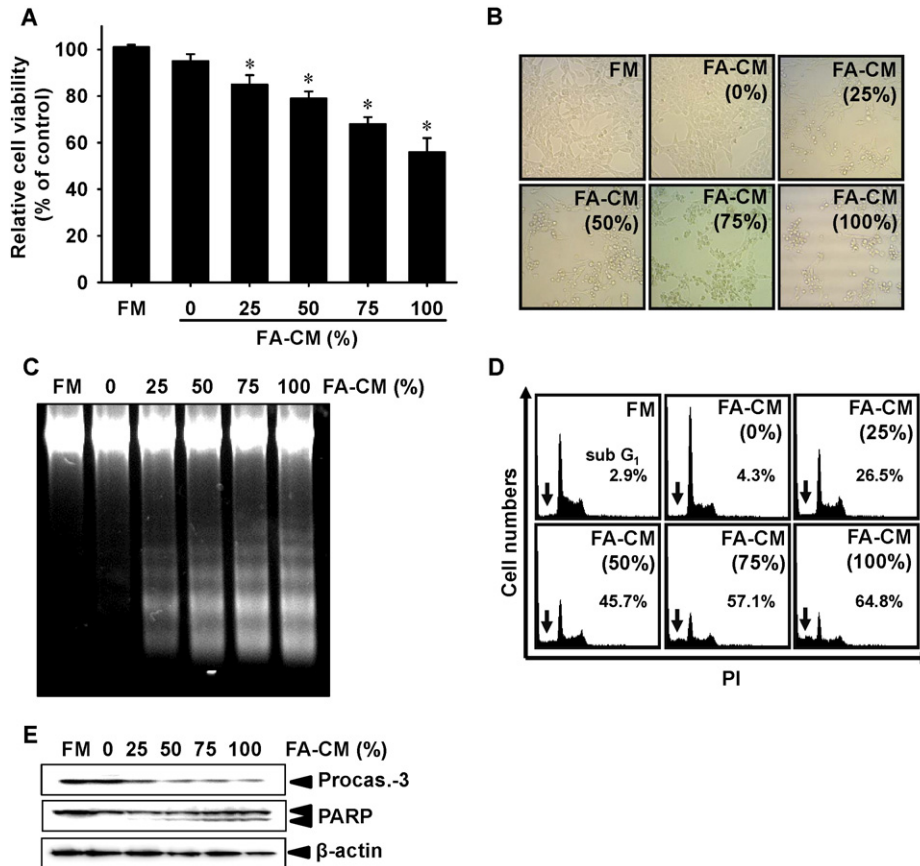 A
Relative cell viability
(% of control)
100
80
60
40
20
0
* * * *
FM 0 25 50 75 100
FA-CM (%)
B
FM
FA-CM
(0%)
FA-CM
(25%)
FA-CM
(50%)
FA-CM
(75%)
FA-CM
(100%)
C
FM 0 25 50 75 100 FA-CM (%)
D
Cell numbers
FM
sub G₁
2.9%
FA-CM
(0%)
4.3%
FA-CM
(25%)
26.5%
FA-CM
(50%)
45.7%
FA-CM
(75%)
57.1%
FA-CM
(100%)
64.8%
PI
E
FM 0 25 50 75 100 FA-CM (%)
Procas.-3
PARP
β-actin